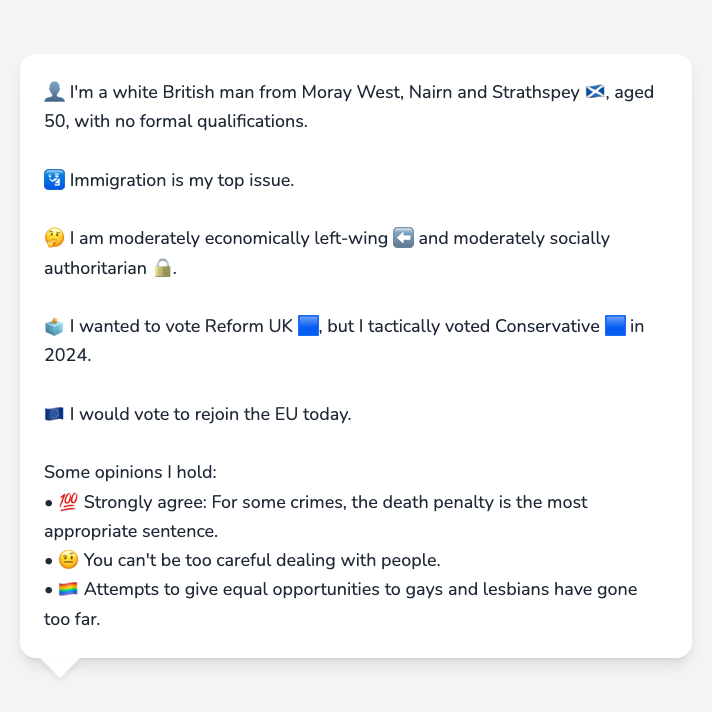 👤 I'm a white British man from Moray West, Nairn and Strathspey 🏴󠁧󠁢󠁳󠁣󠁴󠁿, aged
50, with no formal qualifications.
🛂 Immigration is my top issue.
🤔 I am moderately economically left-wing ⬅️ and moderately socially
authoritarian 🔒.
🗳️ I wanted to vote Reform UK 🟦, but I tactically voted Conservative 🟦 in
2024.
🇪🇺 I would vote to rejoin the EU today.
Some opinions I hold:
• 💯 Strongly agree: For some crimes, the death penalty is the most
appropriate sentence.
• 🤨 You can't be too careful dealing with people.
• 🏳️‍🌈 Attempts to give equal opportunities to gays and lesbians have gone
too far.